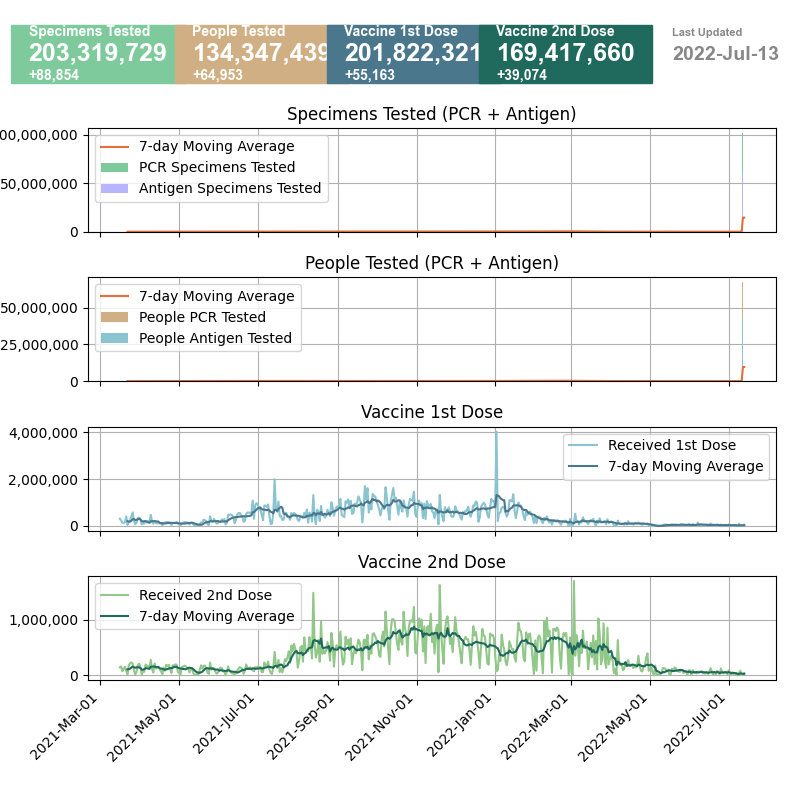 Specimens Tested
203,319,729
+88,854
People Tested
134,347,439
+64,953
Vaccine 1st Dose
201,822,321
+55,163
Vaccine 2nd Dose
169,417,660
+39,074
Last Updated
2022-Jul-13
Specimens Tested (PCR + Antigen)
00,000,000
50,000,000
0
7-day Moving Average
PCR Specimens Tested
Antigen Specimens Tested
People Tested (PCR + Antigen)
50,000,000
25,000,000
0
7-day Moving Average
People PCR Tested
People Antigen Tested
Vaccine 1st Dose
4,000,000
2,000,000
0
Received 1st Dose
7-day Moving Average
Vaccine 2nd Dose
1,000,000
0
Received 2nd Dose
7-day Moving Average
2021-Mar-01
2021-May-01
2021-Jul-01
2021-Sep-01
2021-Nov-01
2022-Jan-01
2022-Mar-01
2022-May-01
2022-Jul-01